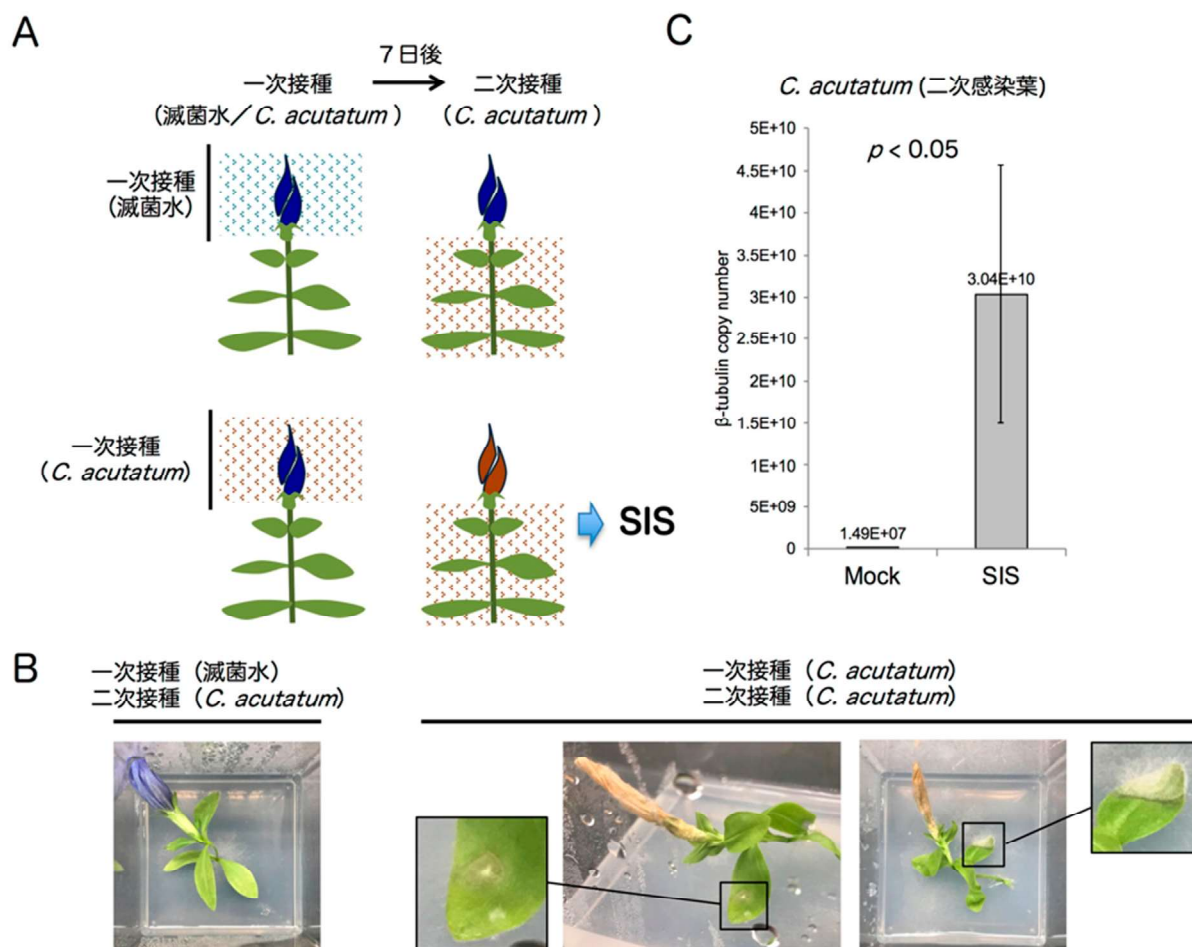 A
7日後
一次接種
(滅菌水/C. acutatum)
二次接種
(C. acutatum)
一次接種
(滅菌水)
一次接種
(C. acutatum)
SIS
C
C. acutatum (二次感染葉)
p < 0.05
β-tubulin copy number
5E+10
4.5E+10
4E+10
3.5E+10
3E+10
2.5E+10
2E+10
1.5E+10
1E+10
5E+09
0
1.49E+07
3.04E+10
Mock
SIS
B
一次接種(滅菌水)
二次接種(C. acutatum)
一次接種(C. acutatum)
二次接種(C. acutatum)